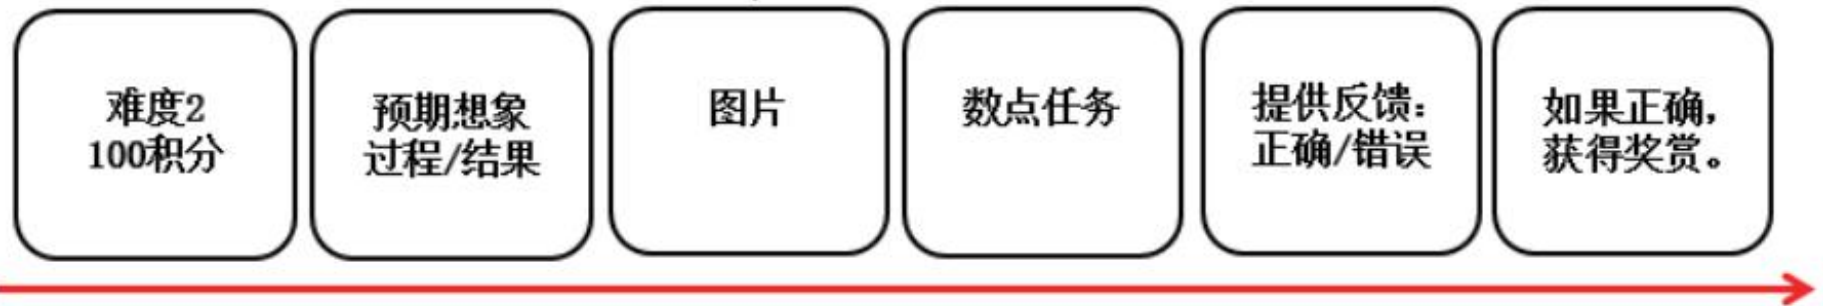 难度2
100积分
预期想象
过程/结果
图片
数点任务
提供反馈：
正确/错误
如果正确，
获得奖赏。